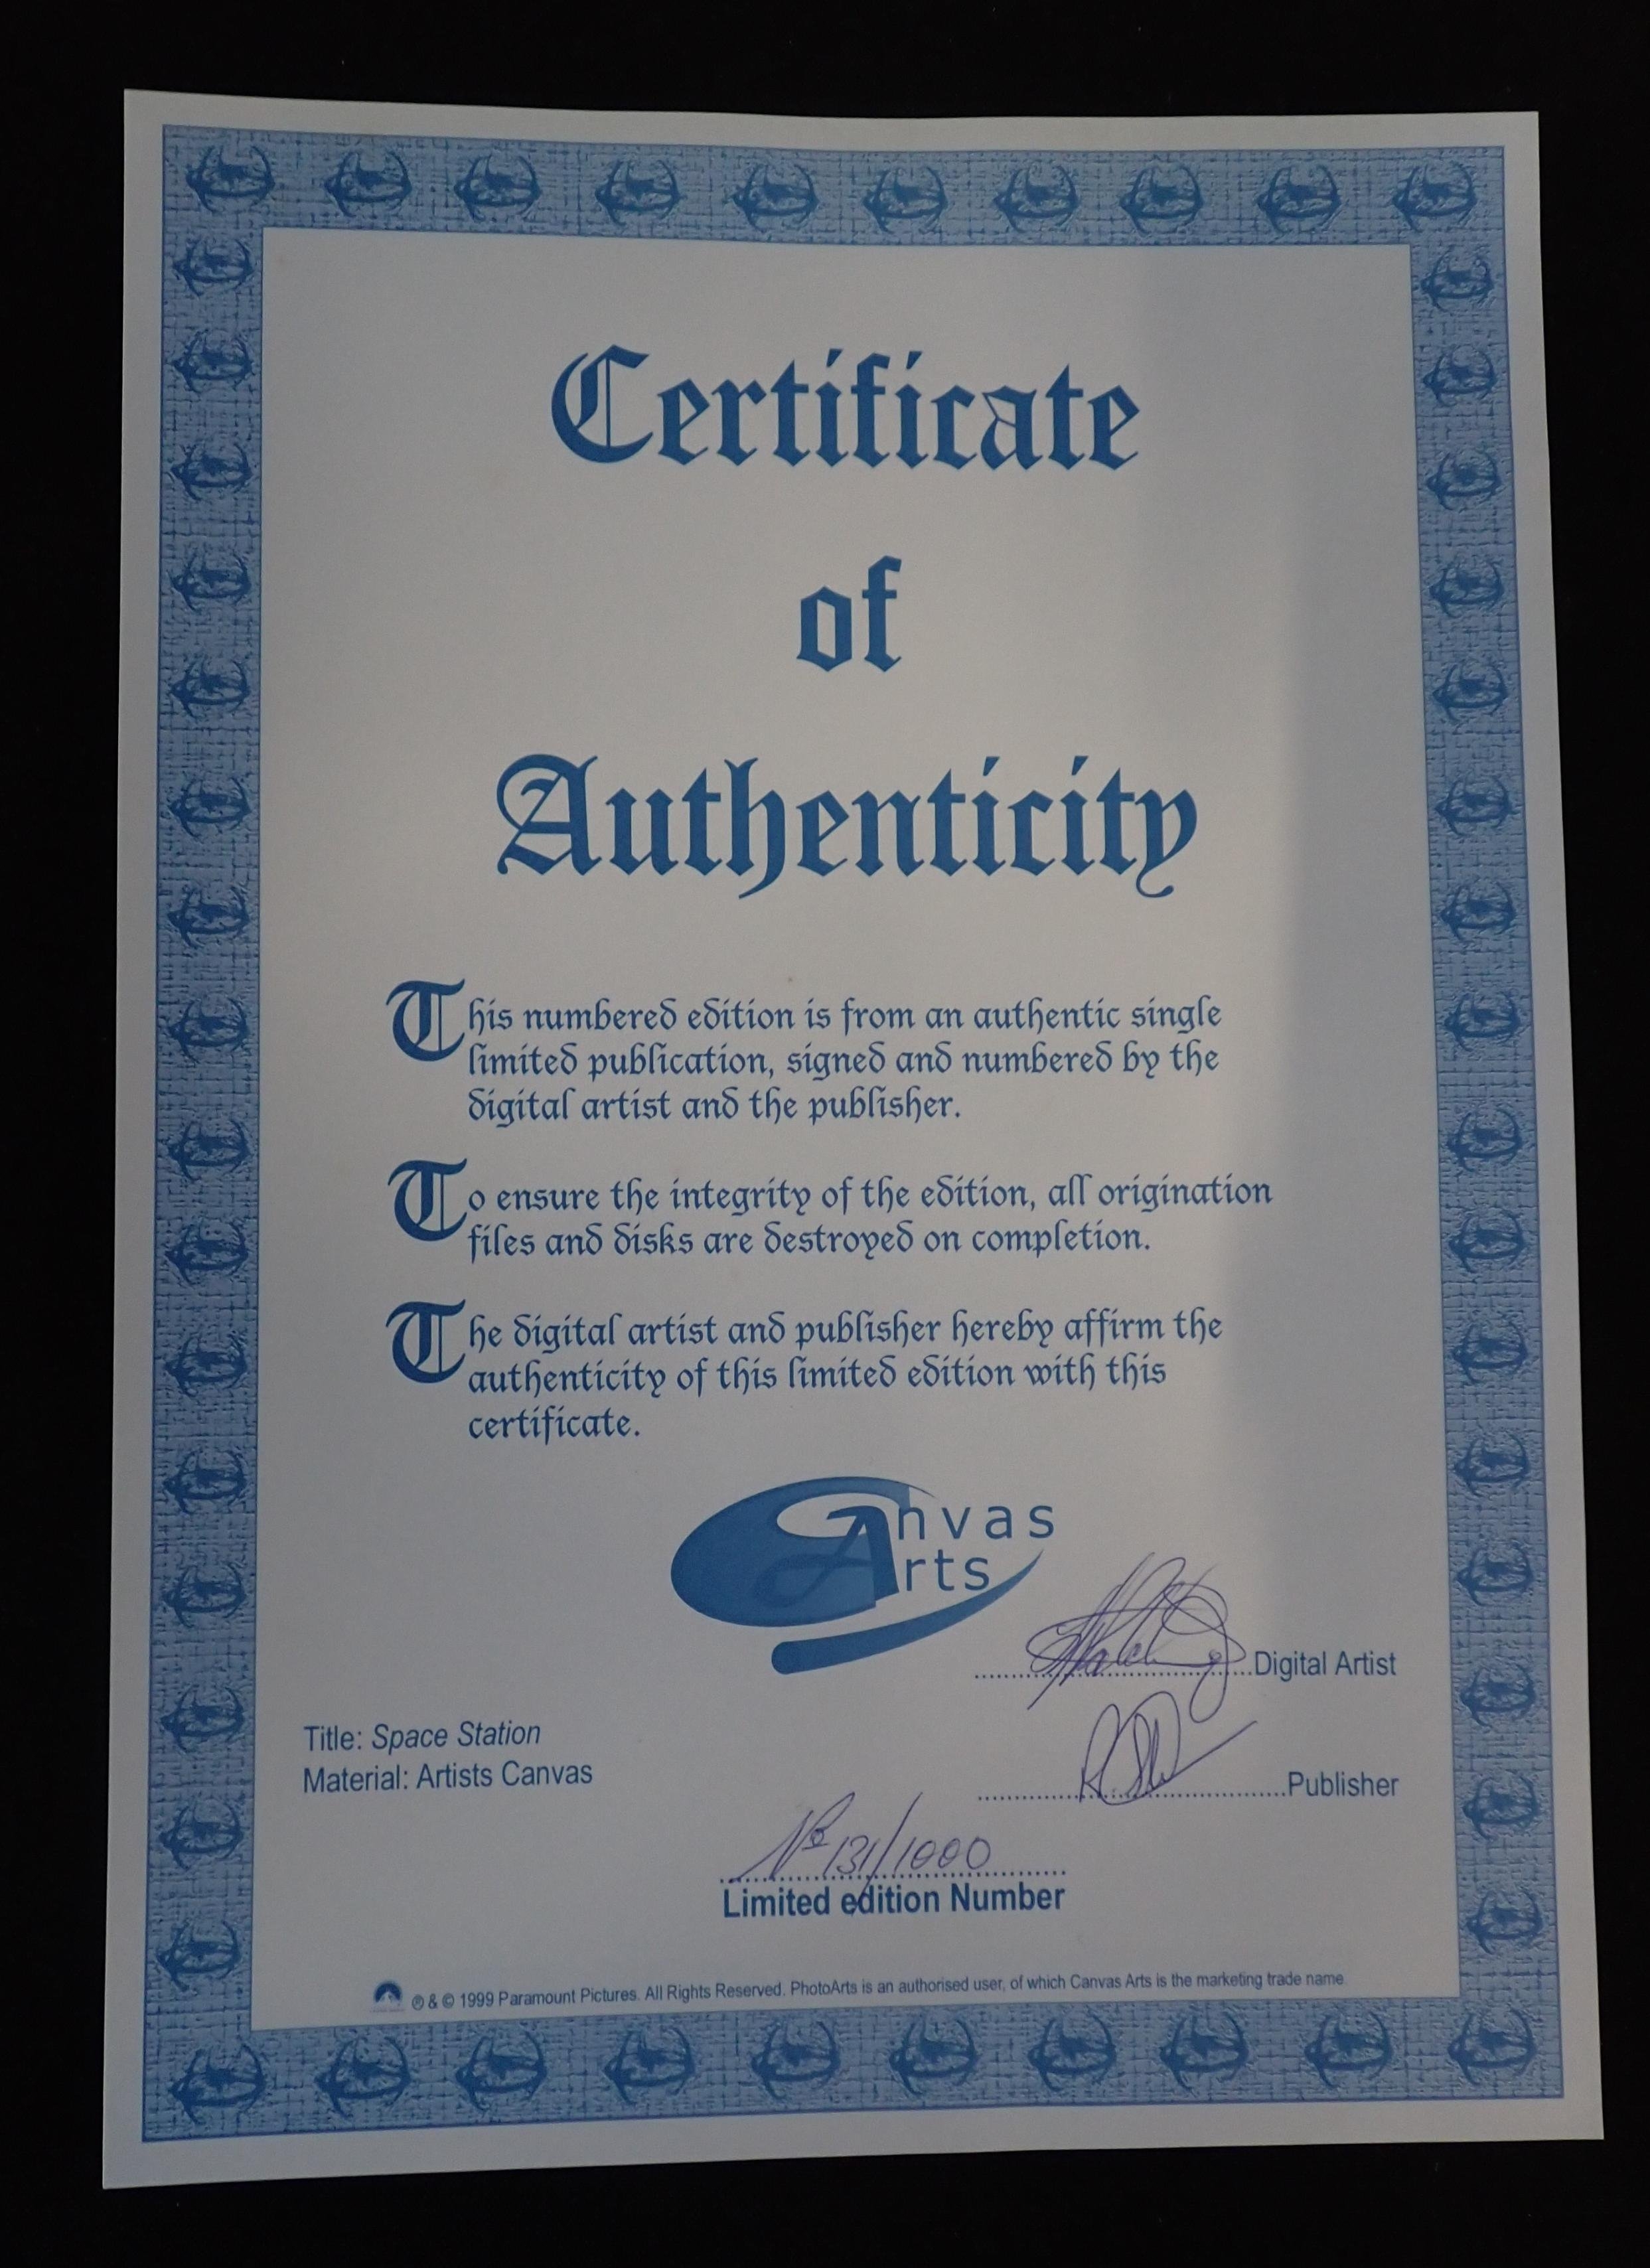 Certificate
of
Authenticity
This numbered edition is from an authentic single
limited publication, signed and numbered by the
digital artist and the publisher.
To ensure the integrity of the edition, all origination
files and disks are destroyed on completion.
The digital artist and publisher hereby affirm the
authenticity of this limited edition with this
certificate.
Canvas
Arts
Digital Artist
Title: Space Station
Material: Artists Canvas
Publisher
No 131/1000
Limited edition Number
® & © 1999 Paramount Pictures. All Rights Reserved. PhotoArts is an authorised user, of which Canvas Arts is the marketing trade name